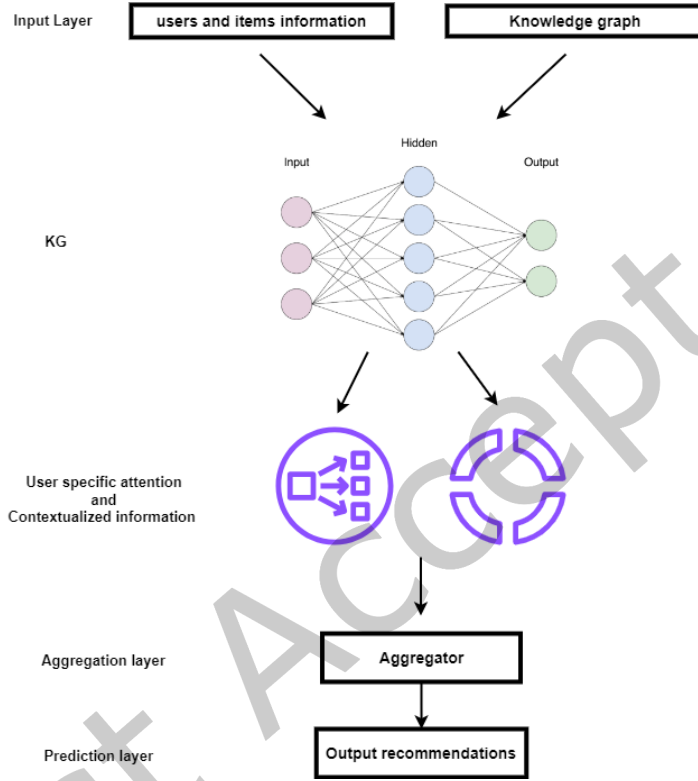 Input Layer
users and items information
Knowledge graph
Hidden
Input
Output
KG
User specific attention
and
Contextualized information
Aggregation layer
Aggregator
Prediction layer
Output recommendations
st Accept